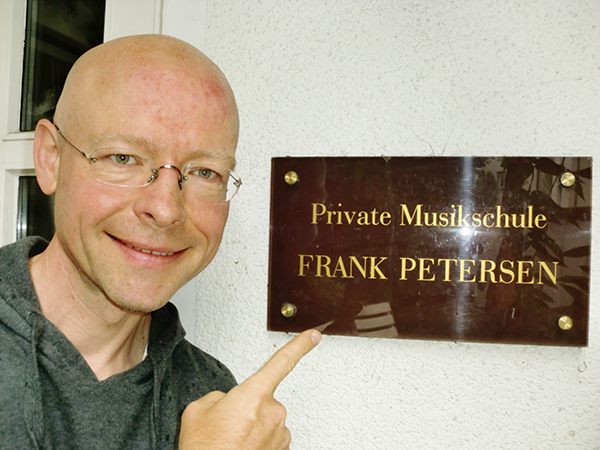 Private Musikschule
FRANK PETERSEN